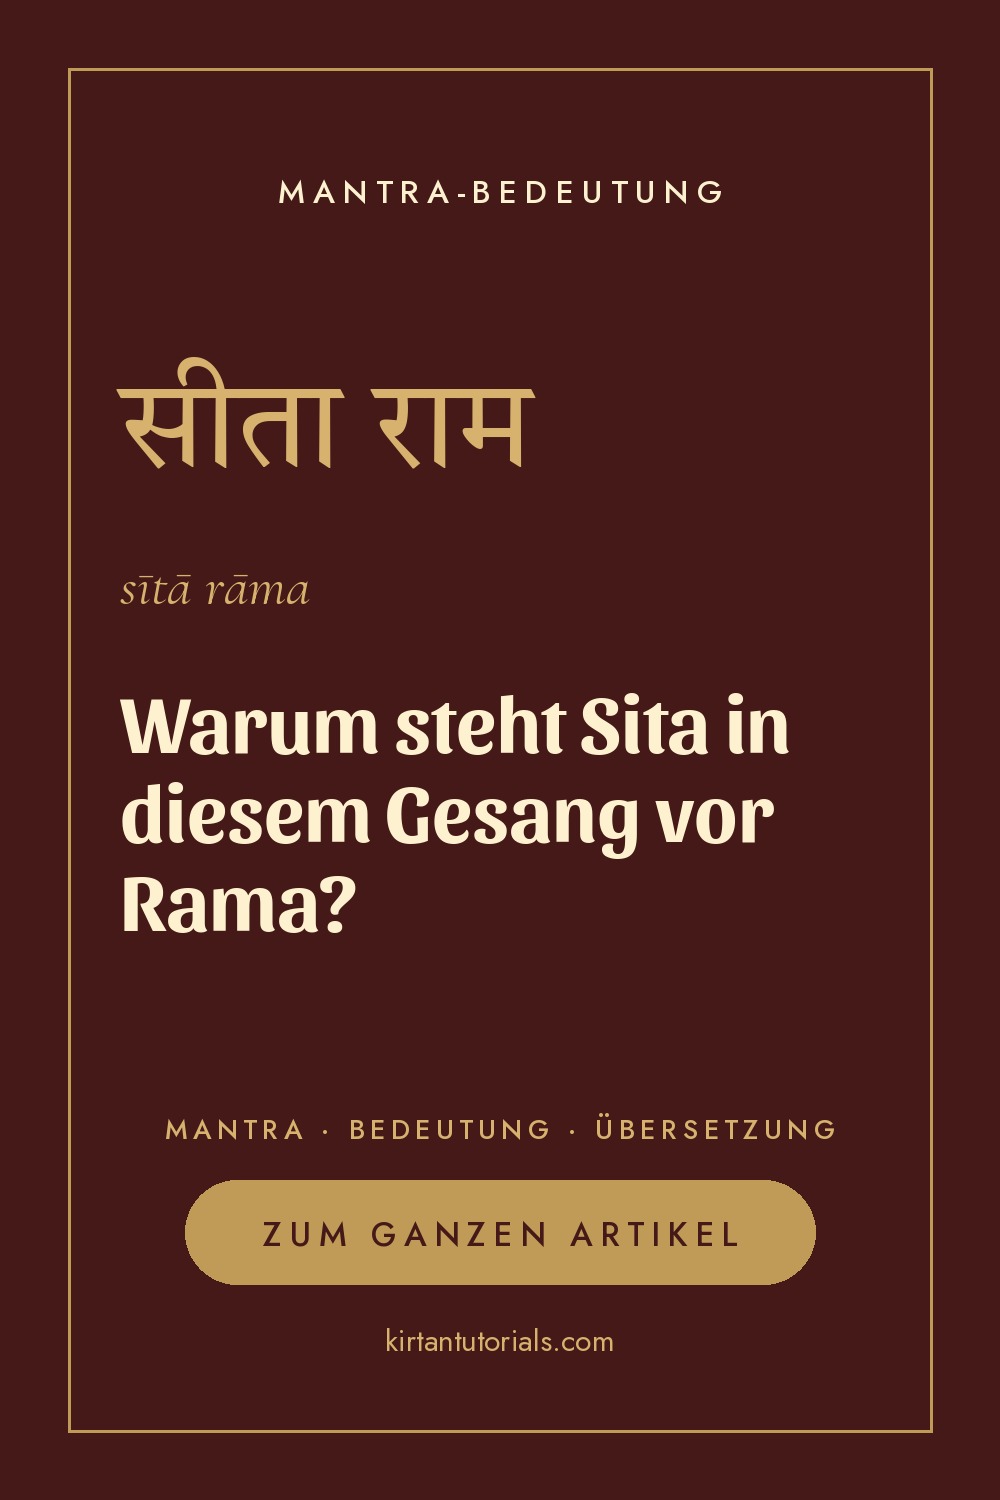 MANTRA-BEDEUTUNG
सीता राम
sītā rāma
Warum steht Sita in
diesem Gesang vor
Rama?
MANTRA · BEDEUTUNG · ÜBERSETZUNG
ZUM GANZEN ARTIKEL
kirtantutorials.com